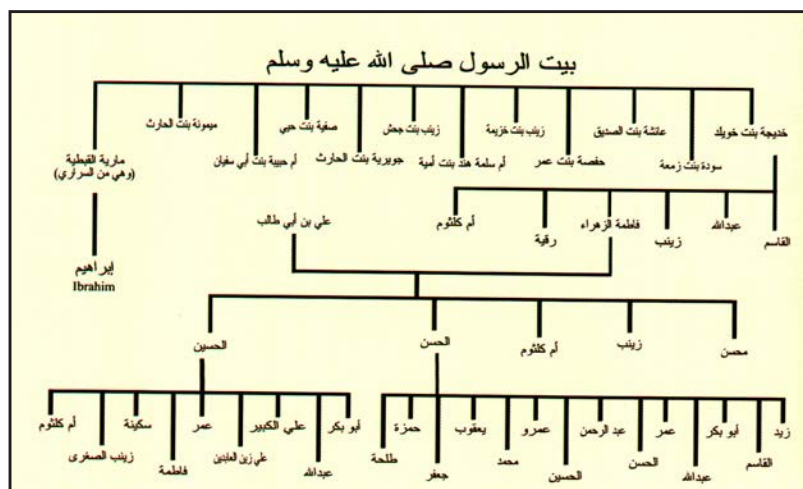 بيت الرسول صلى الله عليه وسلم
خديجة بنت خويلد
سودة بنت زمعة
عائشة بنت الصديق
حفصة بنت عمر
زينب بنت خزيمة
أم سلمة هند بنت أمية
زينب بنت جحش
جويرية بنت الحارث
صفية بنت حيي
أم حبيبة بنت أبي سفيان
ميمونة بنت الحارث
مارية القبطية
(وهي من السراري)
القاسم
عبدالله
زينب
فاطمة الزهراء
رقية
أم كلثوم
علي بن أبي طالب
إبراهيم
Ibrahim
محسن
زينب
أم كلثوم
الحسن
الحسين
زيد
القاسم
أبو بكر
عبدالله
عمر
الحسن
عبد الرحمن
الحسين
عمرو
محمد
يعقوب
جعفر
حمزة
طلحة
أبو بكر
عبدالله
علي الكبير
علي زين العابدين
عمر
فاطمة
سكينة
زينب الصغرى
أم كلثوم